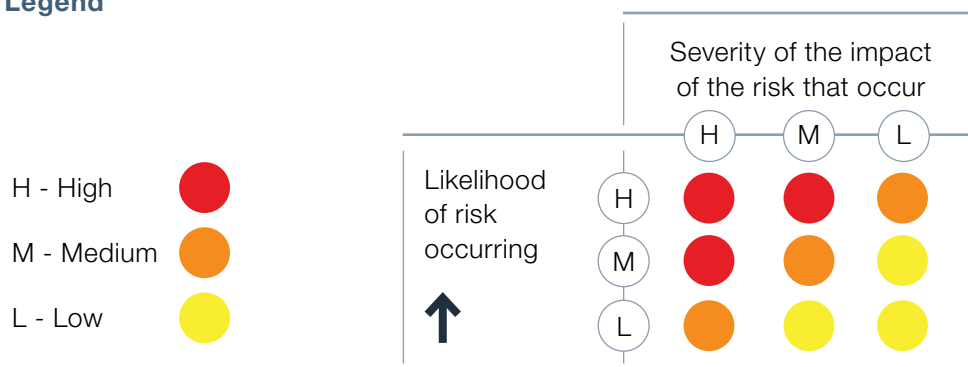 Legend
Severity of the impact
of the risk that occur
H M L
H - High
M - Medium
L - Low
Likelihood
of risk
occurring
H
M
L